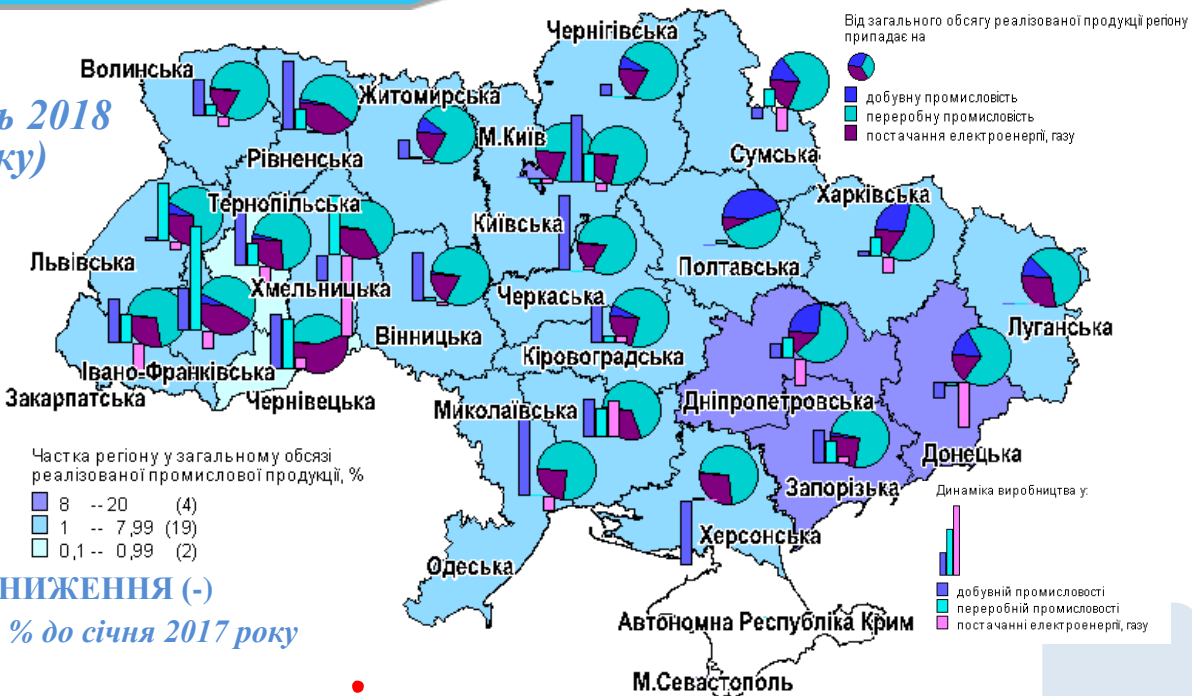 ь 2018
ку)
Від загального обсягу реалізованої продукції регіону
припадає на
добувну промисловість
переробну промисловість
постачання електроенергії, газу
Чернігівська
Волинська
Житомирська
М.Київ
Сумська
Рівненська
Харківська
Тернопільська
Київська
Львівська
Полтавська
Хмельницька
Черкаська
Луганська
Вінницька
Кіровоградська
Івано-Франківська
Закарпатська
Чернівецька
Миколаївська
Дніпропетровська
Донецька
Запорізька
Частка регіону у загальному обсязі
реалізованої промислової продукції, %
8 -- 20 (4)
1 -- 7,99 (19)
0,1 -- 0,99 (2)
Динаміка виробництва у:
добувній промисловості
переробній промисловості
постачанні електроенергії, газу
Херсонська
Одеська
НИЖЕННЯ (-)
% до січня 2017 року
Автономна Республіка Крим
М.Севастополь